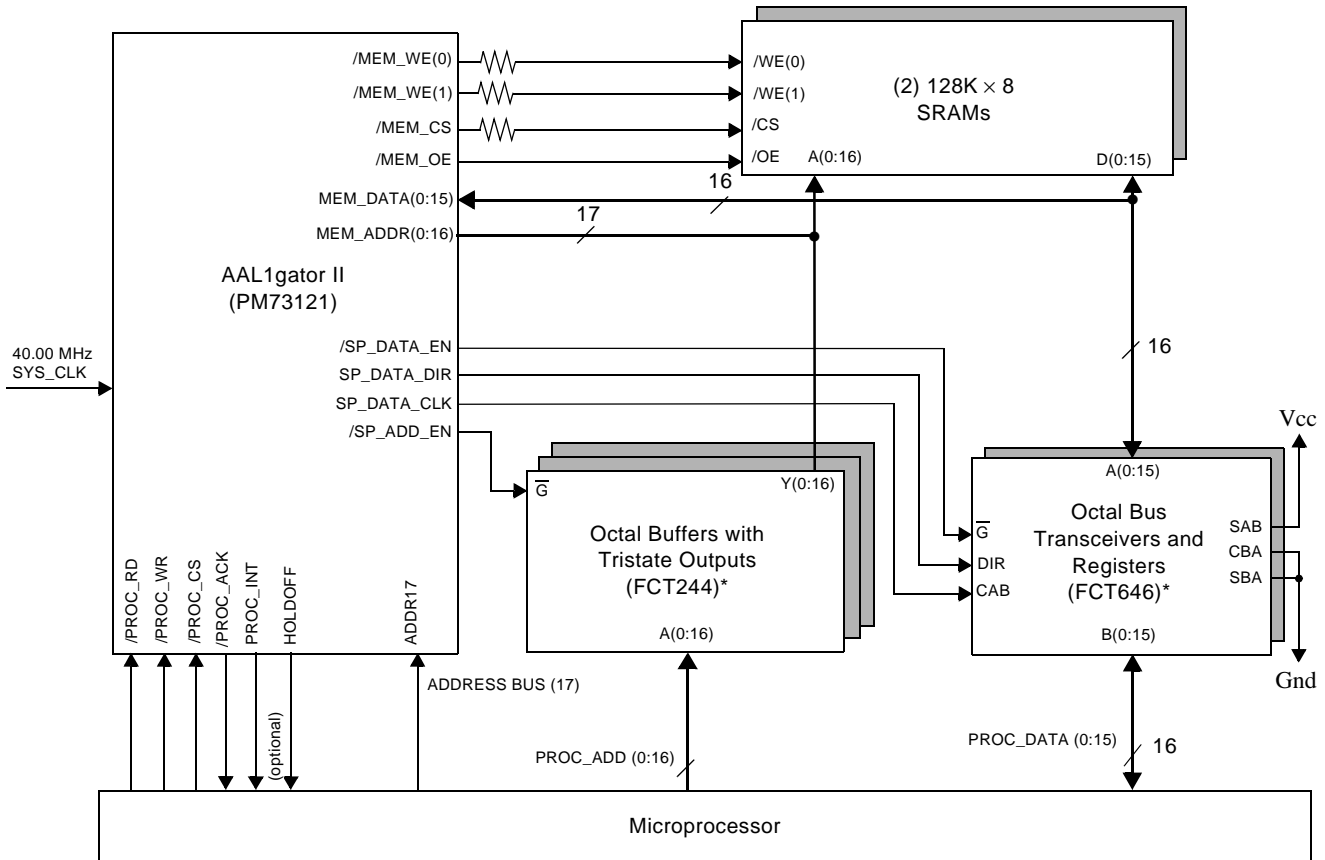 /MEM_WE(0)
/MEM_WE(1)
/MEM_CS
/MEM_OE
MEM_DATA(0:15)
MEM_ADDR(0:16)
AAL1gator II
(PM73121)
40.00 MHz
SYS_CLK
/SP_DATA_EN
SP_DATA_DIR
SP_DATA_CLK
/SP_ADD_EN
/PROC_RD
/PROC_WR
/PROC_CS
/PROC_ACK
PROC_INT
HOLDOFF
ADDR17
(optional)
ADDRESS BUS (17)
/WE(0)
/WE(1)
/CS
/OE
A(0:16)
D(0:15)
(2) 128K × 8
SRAMs
16
17
16
G̅
Y(0:16)
Octal Buffers with
Tristate Outputs
(FCT244)*
A(0:16)
PROC_ADD (0:16)
A(0:15)
G̅
DIR
CAB
Octal Bus
Transceivers and
Registers
(FCT646)*
SAB
CBA
SBA
B(0:15)
Vcc
Gnd
PROC_DATA (0:15)
16
Microprocessor